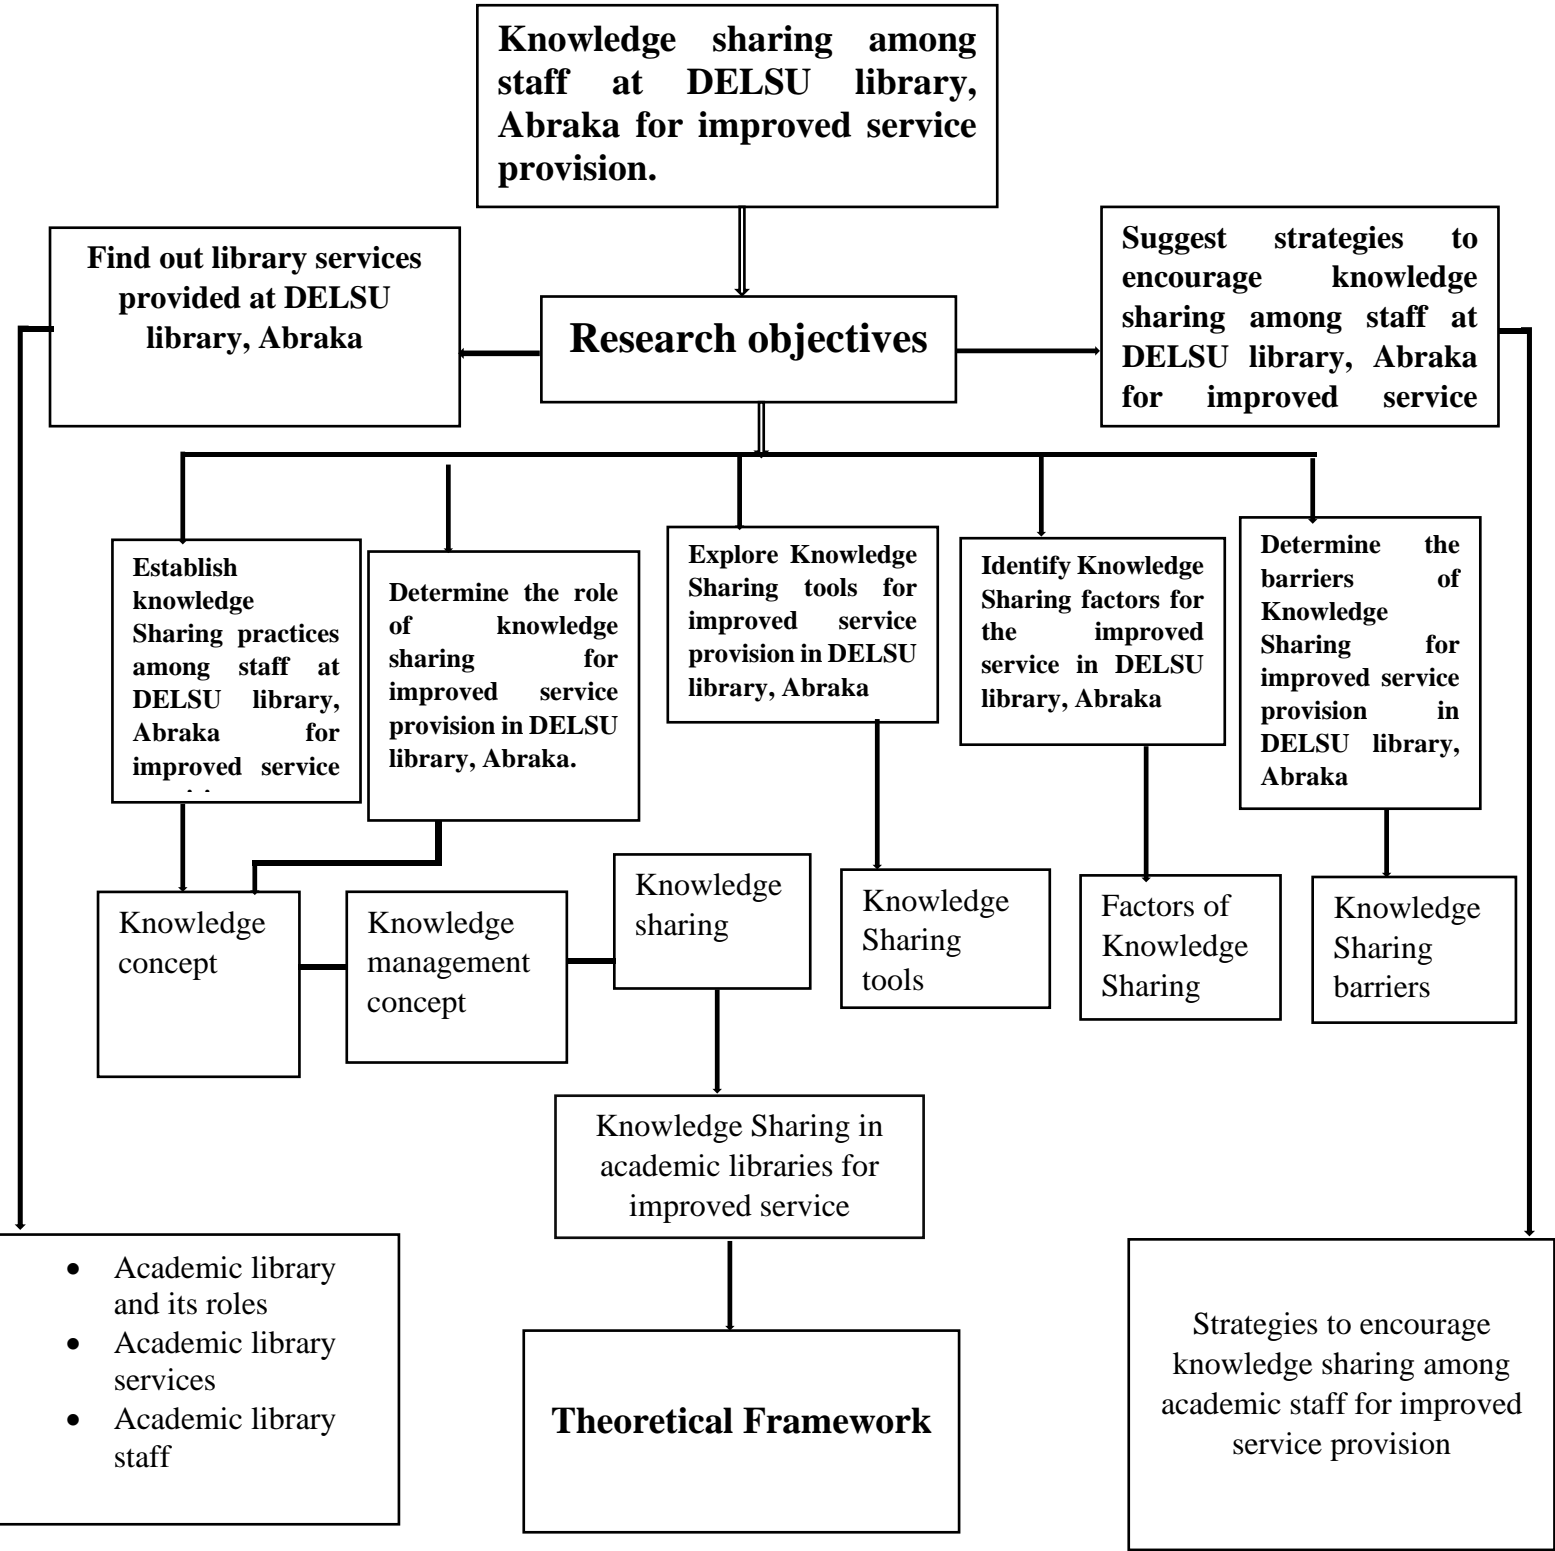 Knowledge sharing among
staff at DELSU library,
Abraka for improved service
provision.
Find out library services
provided at DELSU
library, Abraka
Research objectives
Suggest strategies to
encourage knowledge
sharing among staff at
DELSU library, Abraka
for improved service
Establish
knowledge
Sharing practices
among staff at
DELSU library,
Abraka for
improved service
Determine the role
of knowledge
sharing for
improved service
provision in DELSU
library, Abraka.
Explore Knowledge
Sharing tools for
improved service
provision in DELSU
library, Abraka
Identify Knowledge
Sharing factors for
the improved
service in DELSU
library, Abraka
Determine the
barriers of
Knowledge
Sharing for
improved service
provision in
DELSU library,
Abraka
Knowledge
concept
Knowledge
management
concept
Knowledge
sharing
Knowledge
Sharing
tools
Factors of
Knowledge
Sharing
Knowledge
Sharing
barriers
Knowledge Sharing in
academic libraries for
improved service
• Academic library
and its roles
• Academic library
services
• Academic library
staff
Theoretical Framework
Strategies to encourage
knowledge sharing among
academic staff for improved
service provision